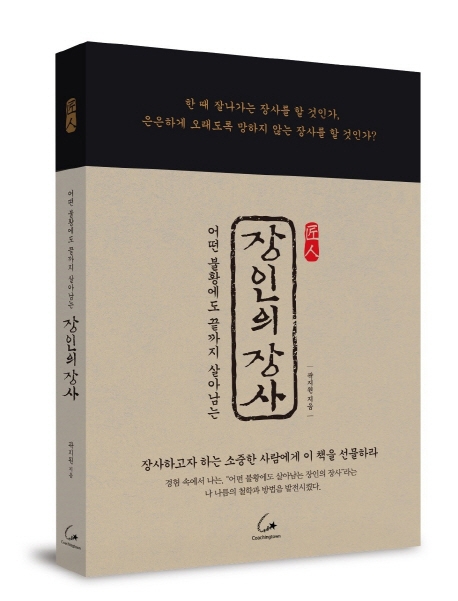 한 때 잘나가는 장사를 할 것인가,
은은하게 오래도록 망하지 않는 장사를 할 것인가?
匠人
장인의 장사
어떤 불황에도 끝까지 살아남는
곽지원 지음
장사하고자 하는 소중한 사람에게 이 책을 선물하라
경험 속에서 나는, "어떤 불황에도 살아남는 장인의 장사"라는
나 나름의 철학과 방법을 발전시켰다.
Coachingtown
匠人
어떤 불황에도 끝까지 살아남는
장인의 장사
곽지원 지음
Coachingtown